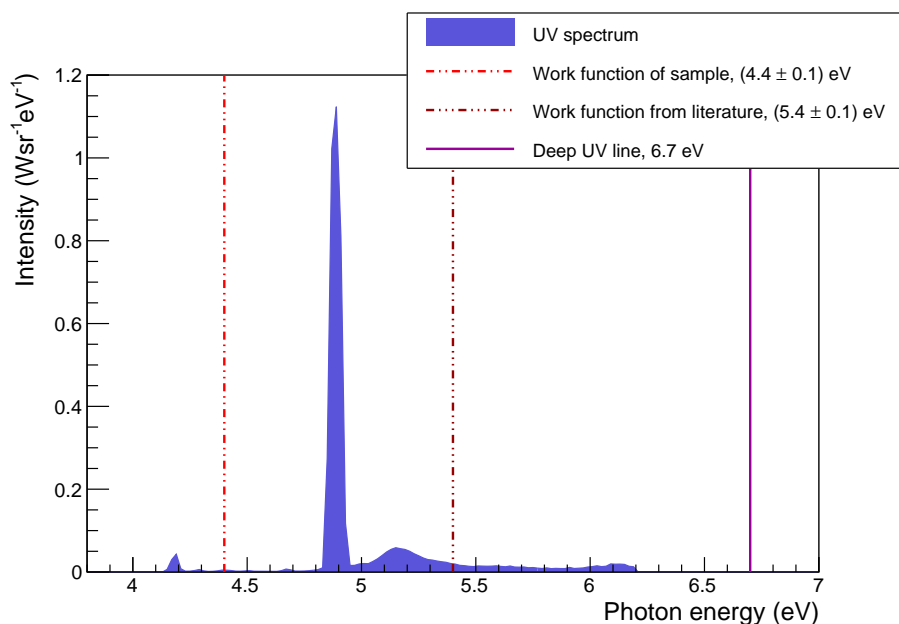 UV spectrum
Work function of sample, (4.4 ± 0.1) eV
Work function from literature, (5.4 ± 0.1) eV
Deep UV line, 6.7 eV
Intensity (Wsr⁻¹eV⁻¹)
1.2
1
0.8
0.6
0.4
0.2
0
4 4.5 5 5.5 6 6.5 7
Photon energy (eV)